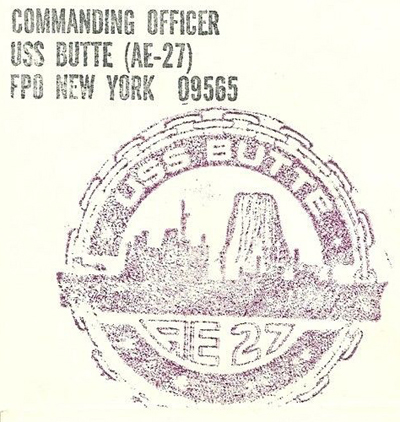 COMMANDING OFFICER
USS BUTTE (AE-27)
FPO NEW YORK 09565
USS BUTTE
AE 27